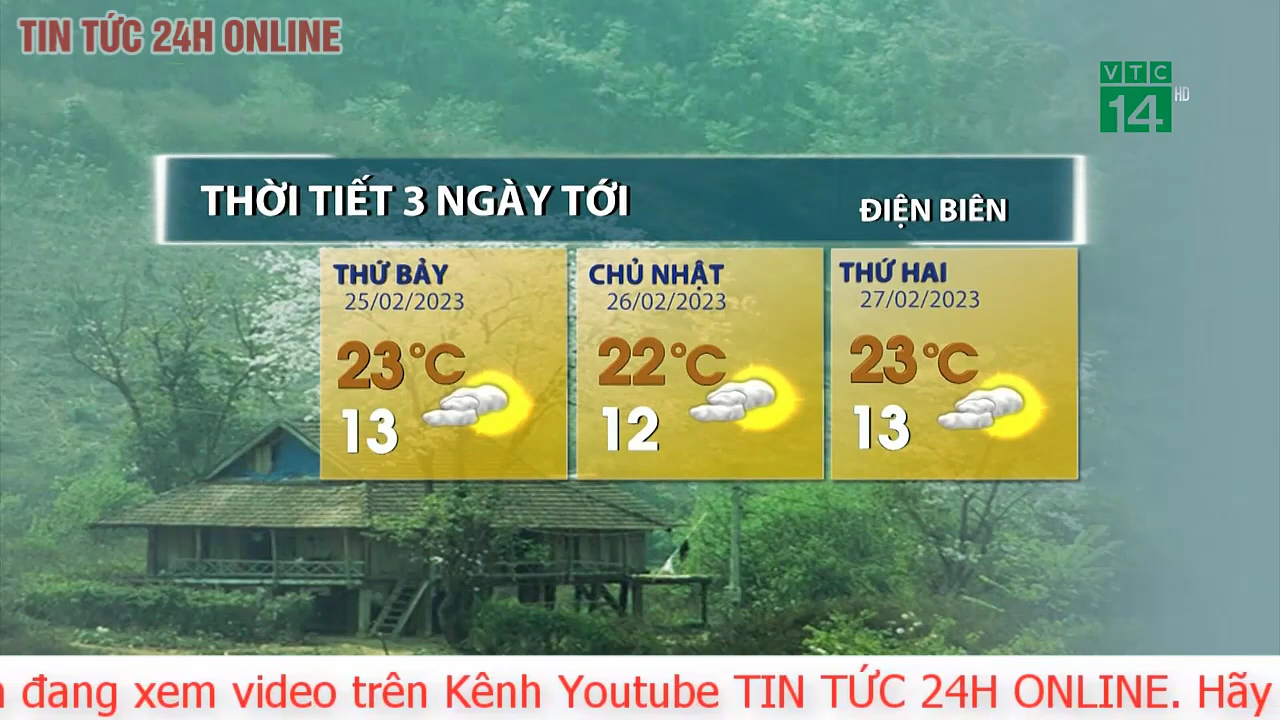 TIN TỨC 24H ONLINE
VTC
14 HD
THỜI TIẾT 3 NGÀY TỚI
ĐIỆN BIÊN
THỨ BẢY
25/02/2023
23°C
13
CHỦ NHẬT
26/02/2023
22°C
12
THỨ HAI
27/02/2023
23°C
13
đang xem video trên Kênh Youtube TIN TỨC 24H ONLINE. Hãy